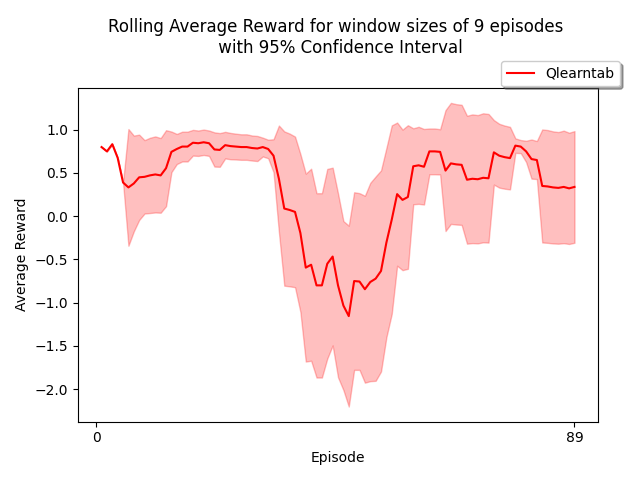 Rolling Average Reward for window sizes of 9 episodes
with 95% Confidence Interval
Qlearntab
1.0
0.5
0.0
−0.5
−1.0
−1.5
−2.0
Average Reward
0
89
Episode